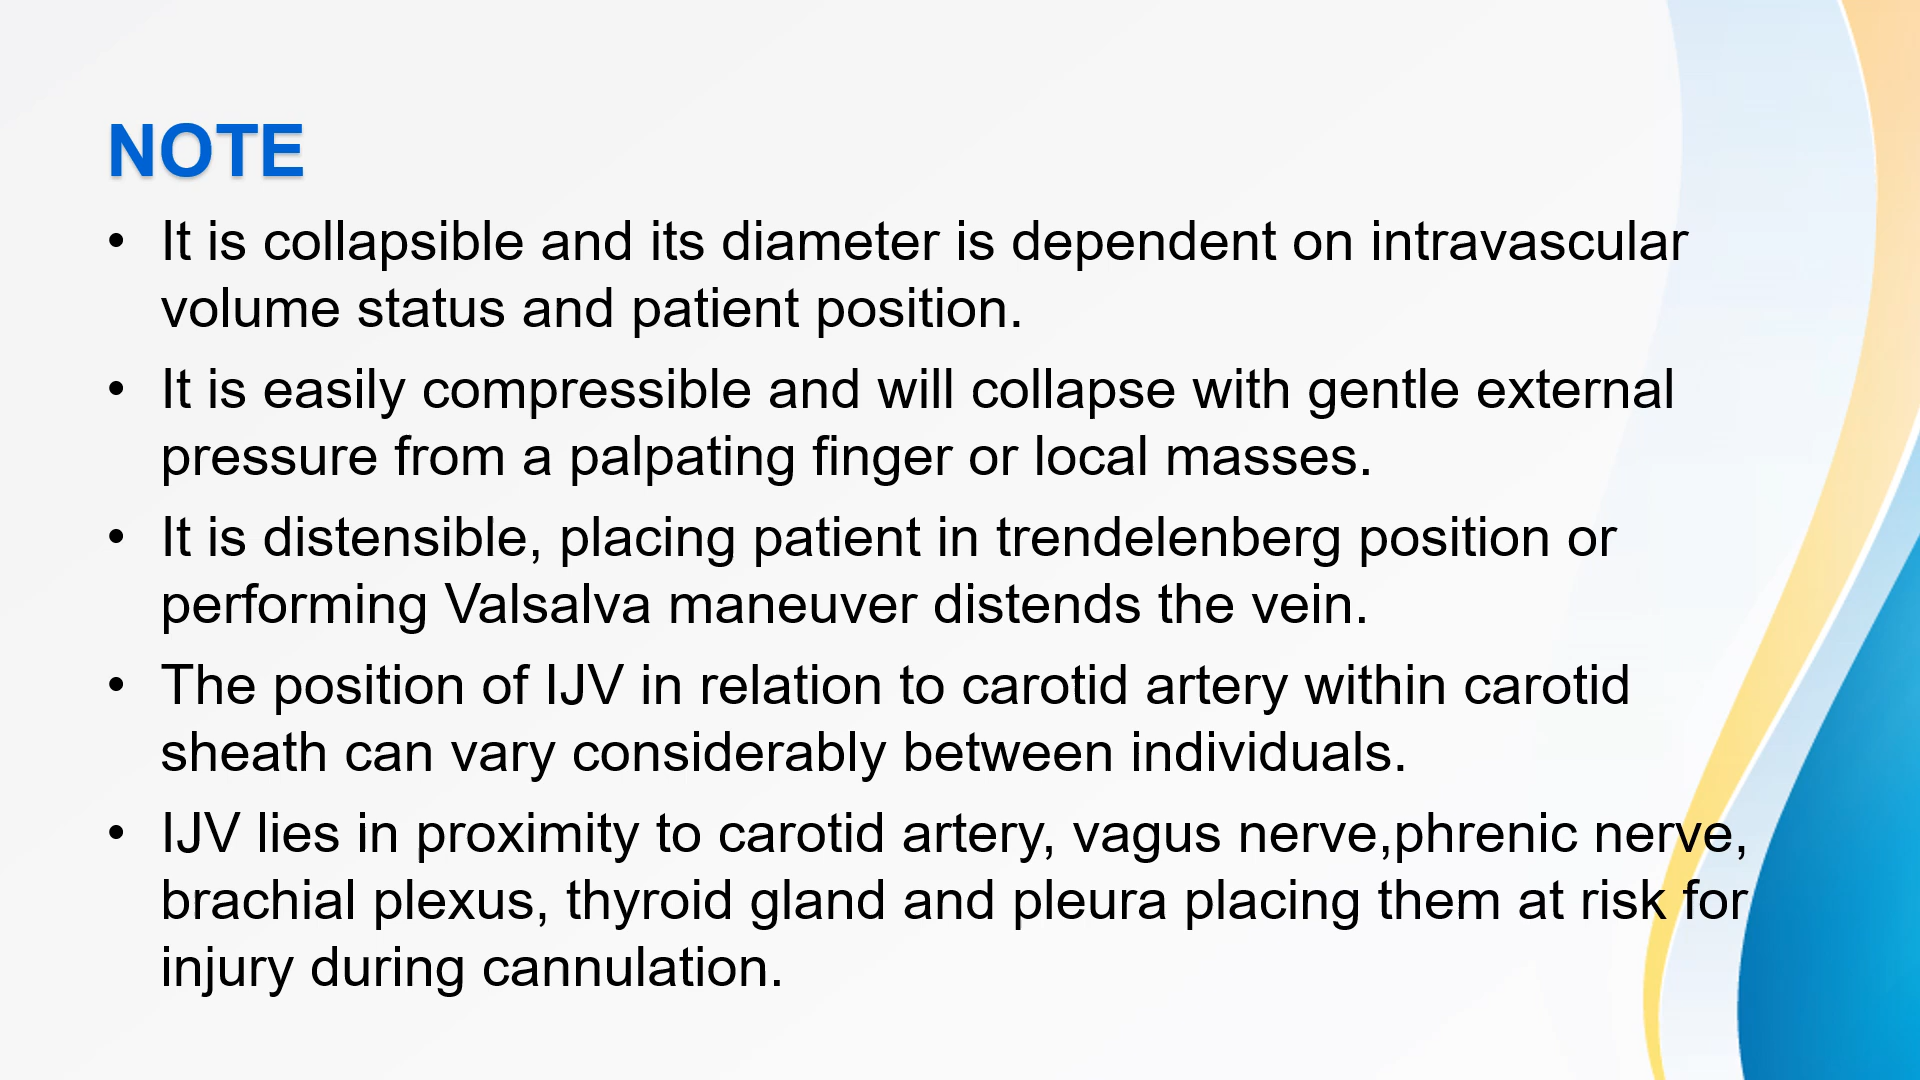 NOTE
• It is collapsible and its diameter is dependent on intravascular
volume status and patient position.
• It is easily compressible and will collapse with gentle external
pressure from a palpating finger or local masses.
• It is distensible, placing patient in trendelenberg position or
performing Valsalva maneuver distends the vein.
• The position of IJV in relation to carotid artery within carotid
sheath can vary considerably between individuals.
• IJV lies in proximity to carotid artery, vagus nerve,phrenic nerve,
brachial plexus, thyroid gland and pleura placing them at risk for
injury during cannulation.